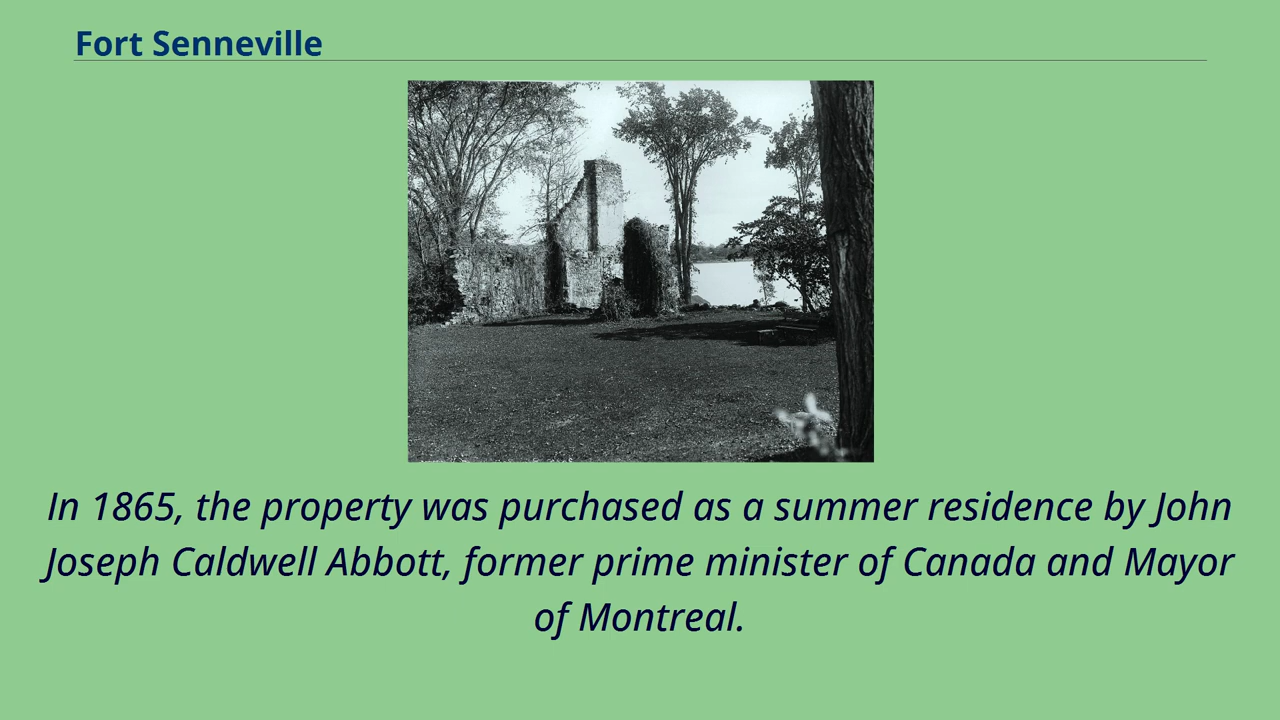 Fort Senneville
In 1865, the property was purchased as a summer residence by John
Joseph Caldwell Abbott, former prime minister of Canada and Mayor
of Montreal.